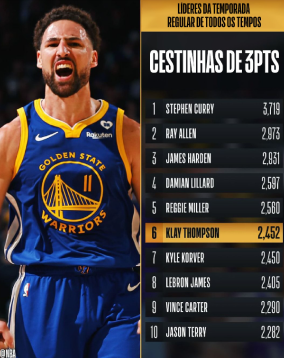 LÍDERES DA TEMPORADA
REGULAR DE TODOS OS TEMPOS
CESTINHAS DE 3PTS
1 STEPHEN CURRY 3,719
2 RAY ALLEN 2,973
3 JAMES HARDEN 2,931
4 DAMIAN LILLARD 2,597
5 REGGIE MILLER 2,560
6 KLAY THOMPSON 2,452
7 KYLE KORVER 2,450
8 LEBRON JAMES 2,405
9 VINCE CARTER 2,290
10 JASON TERRY 2,282
Rakuten
GOLDEN STATE
11
WARRIORS
@NBA